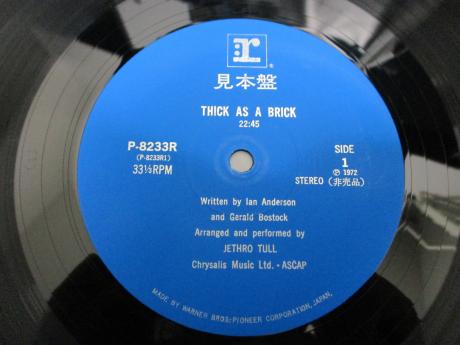 r
®
見本盤
THICK AS A BRICK
22:45
P-8233R
(P-8233R1)
33⅓RPM
SIDE
1
Ⓟ 1972
STEREO (非売品)
Written by Ian Anderson
and Gerald Bostock
Arranged and performed by
JETHRO TULL
Chrysalis Music Ltd. - ASCAP
MADE BY WARNER BROS.-PIONEER CORPORATION, JAPAN.